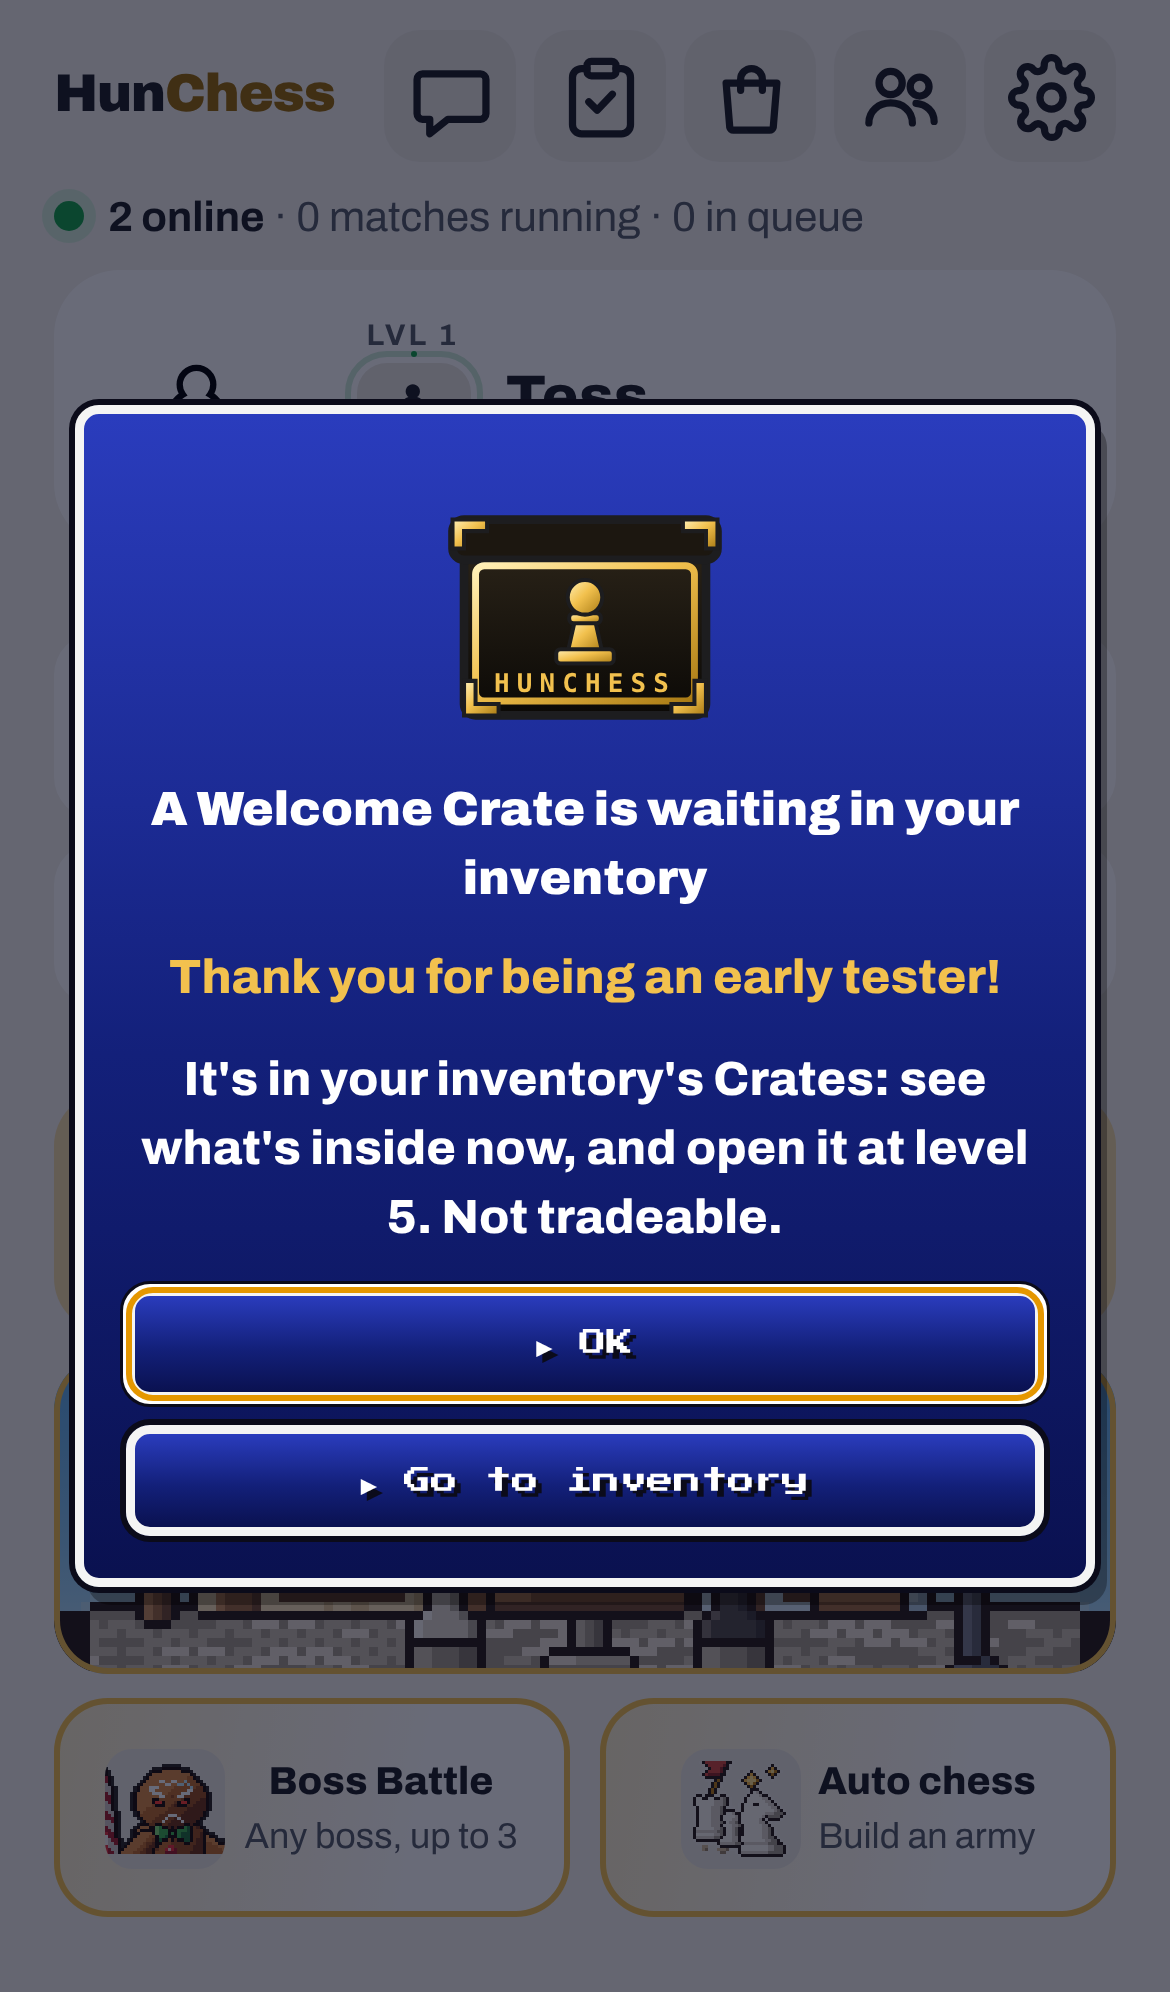 HunChess
2 online · 0 matches running · 0 in queue
LVL 1
Tess
HUNCHESS
A Welcome Crate is waiting in your
inventory
Thank you for being an early tester!
It's in your inventory's Crates: see
what's inside now, and open it at level
5. Not tradeable.
▶ OK
▶ Go to inventory
Boss Battle
Any boss, up to 3
Auto chess
Build an army